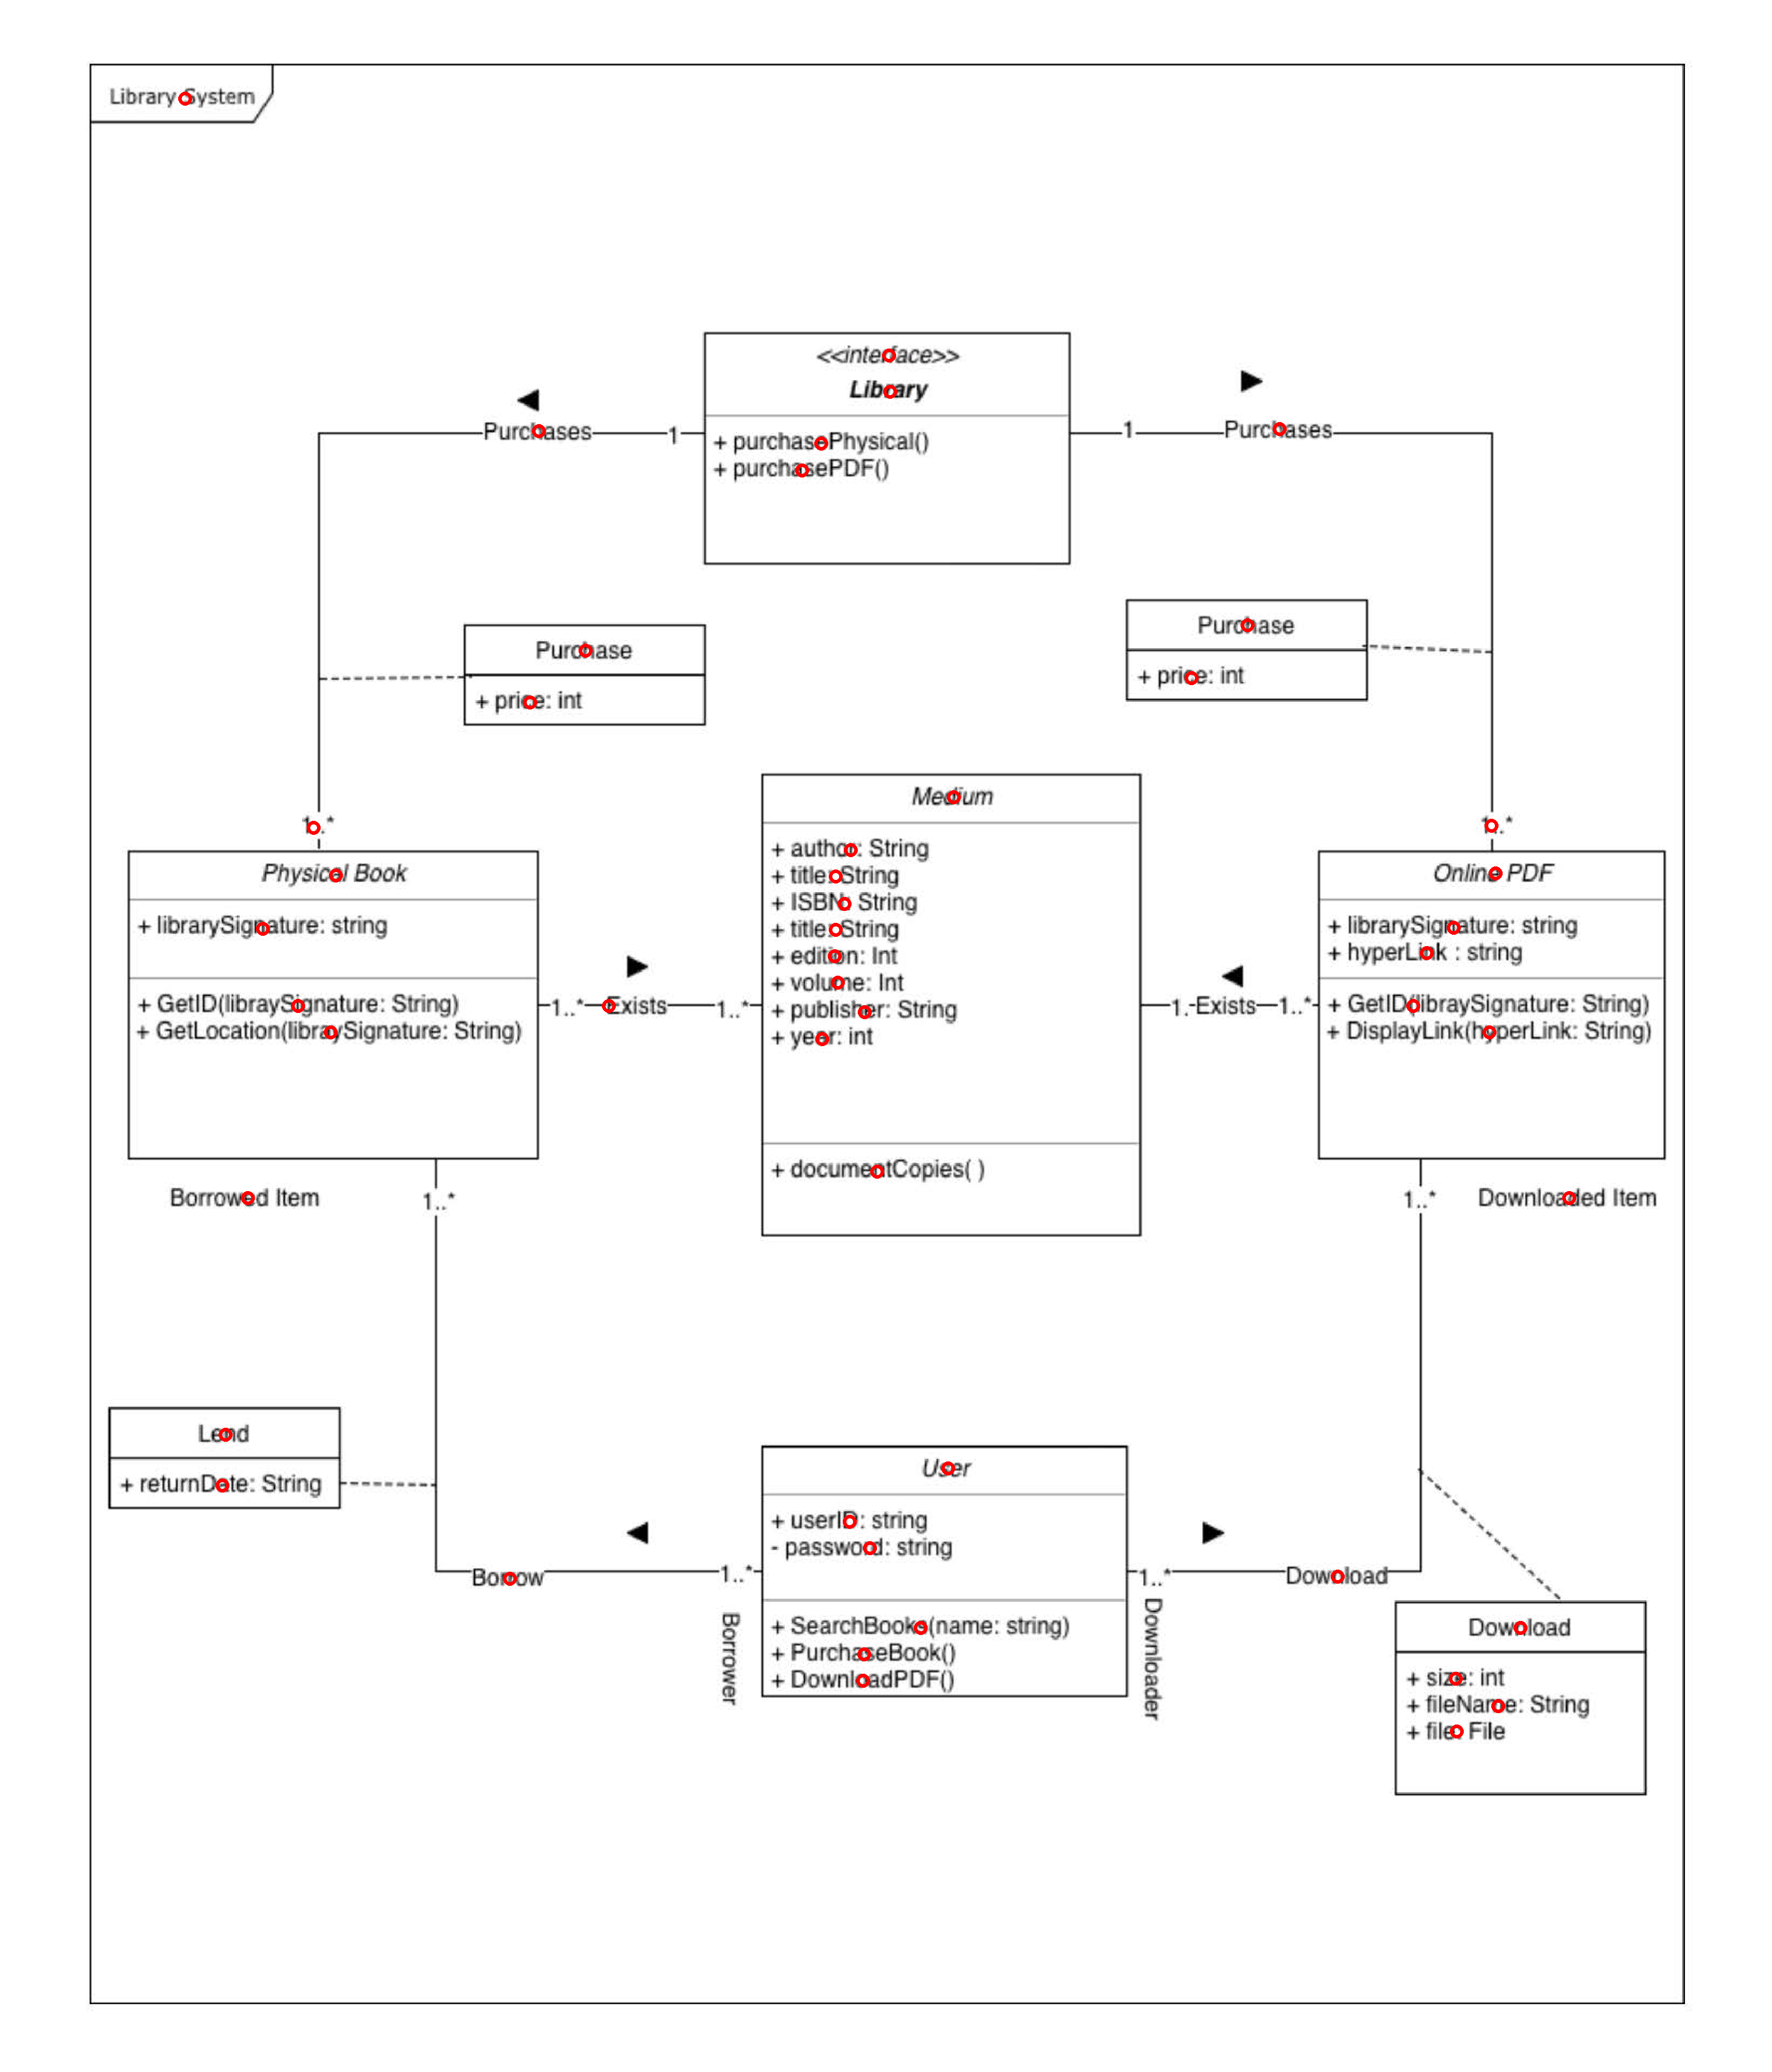 Library System
<<interface>>
Library
+ purchasePhysical()
+ purchasePDF()
Purchases
1
1
Purchases
Purchase
+ price: int
Purchase
+ price: int
1..*
1..*
Physical Book
+ librarySignature: string
+ GetID(libraySignature: String)
+ GetLocation(libraySignature: String)
1..*
Exists
1..*
Medium
+ author: String
+ title: String
+ ISBN: String
+ title: String
+ edition: Int
+ volume: Int
+ publisher: String
+ year: int
+ documentCopies( )
1..
Exists
1..*
Online PDF
+ librarySignature: string
+ hyperLink : string
+ GetID(libraySignature: String)
+ DisplayLink(hyperLink: String)
Borrowed Item
1..*
1..*
Downloaded Item
Lend
+ returnDate: String
Borrow
1..*
Borrower
User
+ userID: string
- password: string
+ SearchBooks(name: string)
+ PurchaseBook()
+ DownloadPDF()
1..*
Downloader
Download
Download
+ size: int
+ fileName: String
+ file: File